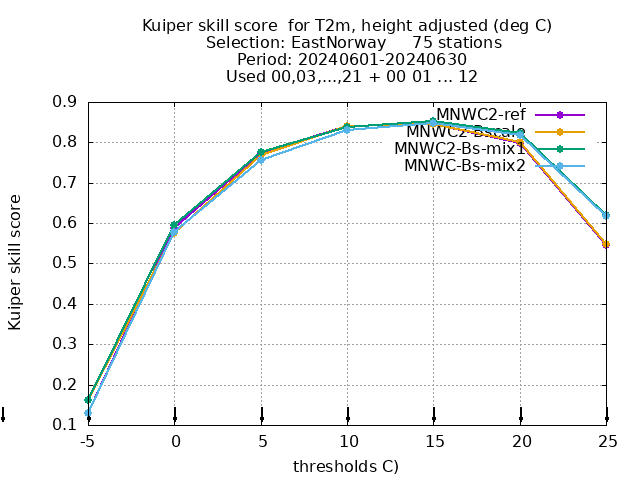 Kuiper skill score  for T2m, height adjusted (deg C)
Selection: EastNorway     75 stations
Period: 20240601-20240630
Used 00,03,...,21 + 00 01 ... 12
MNWC2-ref
MNWC2-Bscale
MNWC2-Bs-mix1
MNWC-Bs-mix2
Kuiper skill score
0.9
0.8
0.7
0.6
0.5
0.4
0.3
0.2
0.1
-5 0 5 10 15 20 25
thresholds C)